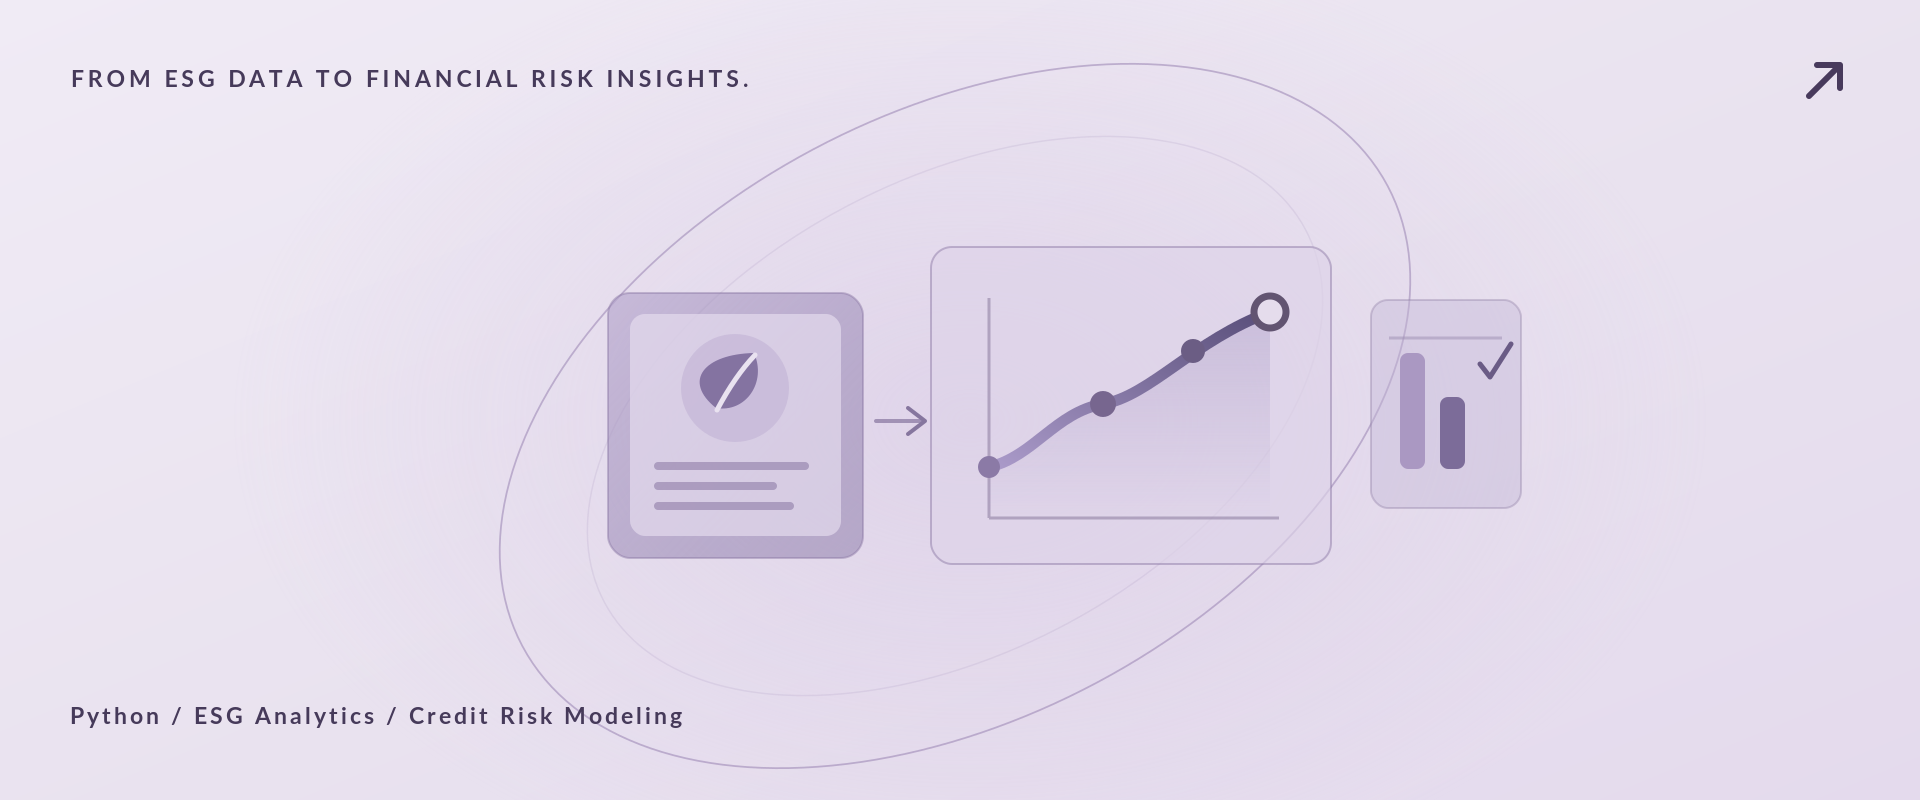 FROM ESG DATA TO FINANCIAL RISK INSIGHTS.
Python / ESG Analytics / Credit Risk Modeling